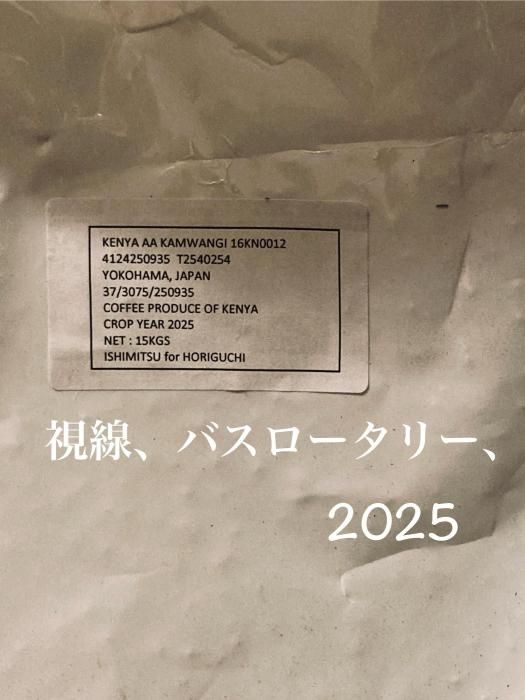 KENYA AA KAMWANGI 16KN0012
4124250935 T2540254
YOKOHAMA, JAPAN
37/3075/250935
COFFEE PRODUCE OF KENYA
CROP YEAR 2025
NET : 15KGS
ISHIMITSU for HORIGUCHI
視線、バスロータリー、
2025